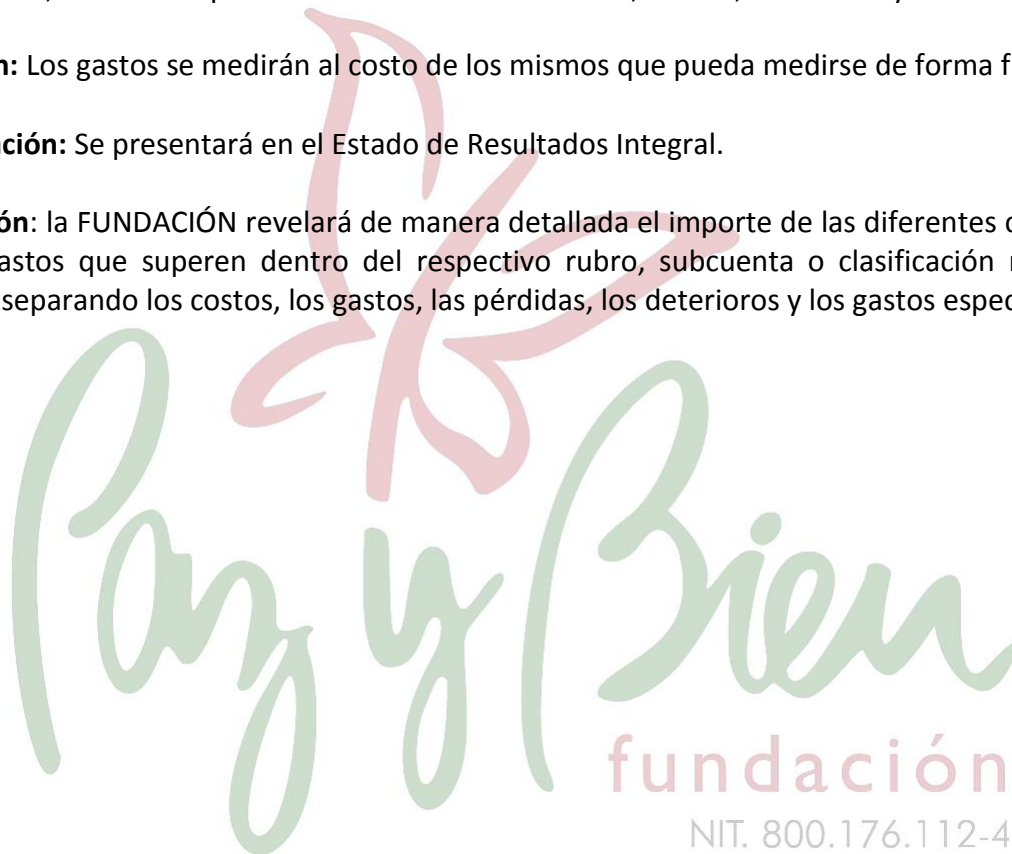 n: Los gastos se medirán al costo de los mismos que pueda medirse de forma f
ción: Se presentará en el Estado de Resultados Integral.
ón: la FUNDACIÓN revelará de manera detallada el importe de las diferentes
astos que superen dentro del respectivo rubro, subcuenta o clasificación
separando los costos, los gastos, las pérdidas, los deterioros y los gastos espec
Paz y Bien
fundación
NIT. 800.176.112-4